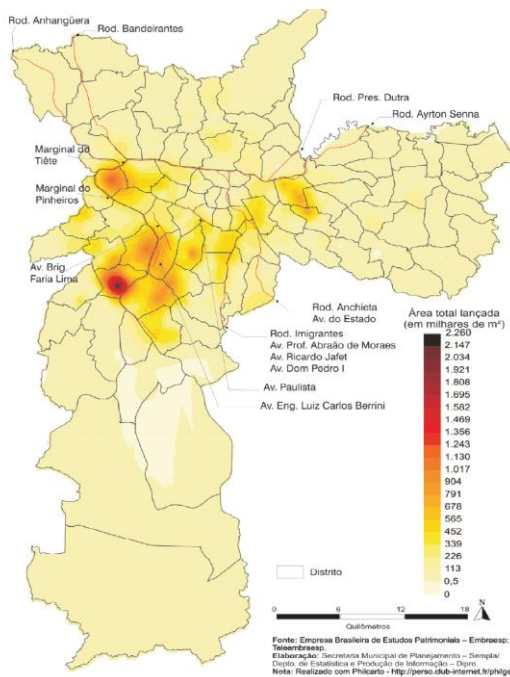 Rod. Anhangüera
Rod. Bandeirantes
Rod. Pres. Dutra
Rod. Ayrton Senna
Marginal do
Tiête
Marginal do
Pinheiros
Av. Brig.
Faria Lima
Rod. Anchieta
Av. do Estado
Rod. Imigrantes
Av. Prof. Abraão de Moraes
Av. Ricardo Jafet
Av. Dom Pedro I
Av. Paulista
Av. Eng. Luiz Carlos Berrini
Área total lançada
(em milhares de m²)
2.260
2.147
2.034
1.921
1.808
1.695
1.582
1.469
1.356
1.243
1.130
1.017
904
791
678
565
452
339
226
113
0,5
0
Distrito
N
0 6 12 18
Quilômetros
Fonte: Empresa Brasileira de Estudos Patrimoniais – Embraesp;
Teleembraesp.
Elaboração: Secretaria Municipal de Planejamento – Sempla/
Depto. de Estatística e Produção de Informação – Dipro
Nota: Realizado com Philcarto - http://perso.club-internet.fr/philge